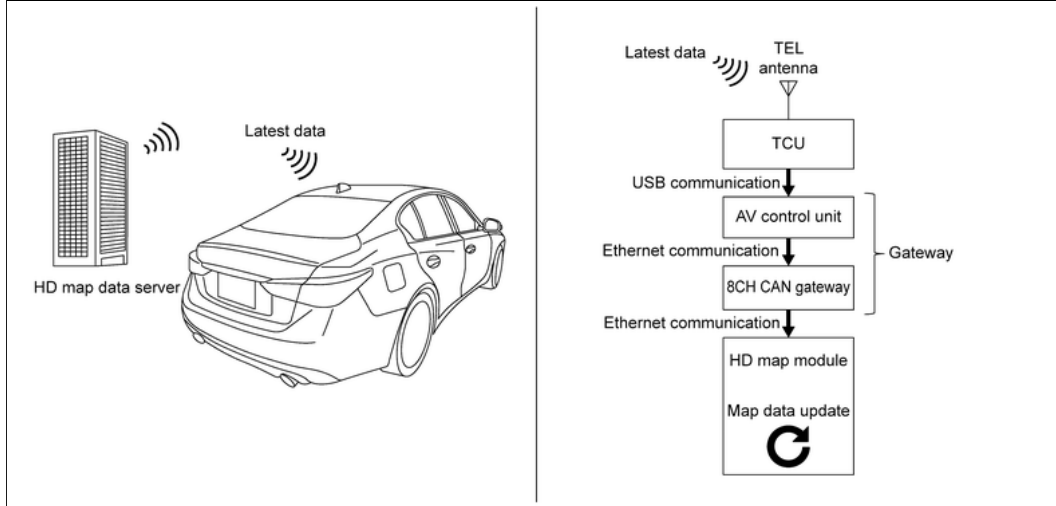 Latest data
HD map data server
Latest data
TEL
antenna
TCU
USB communication
AV control unit
Ethernet communication
Gateway
8CH CAN gateway
Ethernet communication
HD map module
Map data update